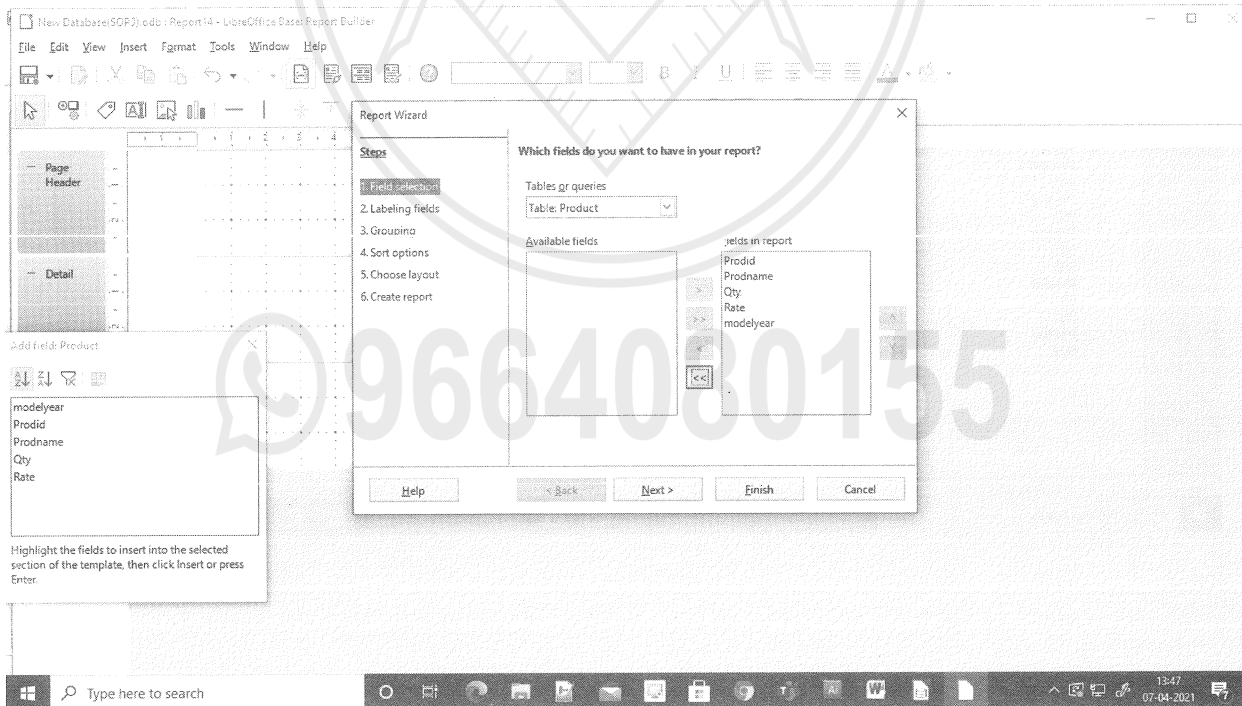 New Database(SOP3).odb : Report14 - LibreOffice Base: Report Builder
File Edit View Insert Format Tools Window Help
B I U
Page
Header
Detail
Report Wizard
Steps
1. Field selection
2. Labeling fields
3. Grouping
4. Sort options
5. Choose layout
6. Create report
Which fields do you want to have in your report?
Tables or queries
Table: Product
Available fields
Fields in report
Prodid
Prodname
Qty
Rate
modelyear
>
>>
<
<<
Help
< Back
Next >
Finish
Cancel
Add field: Product
modelyear
Prodid
Prodname
Qty
Rate
Highlight the fields to insert into the selected
section of the template, then click Insert or press
Enter.
9664080155
Type here to search
13:47
07-04-2021